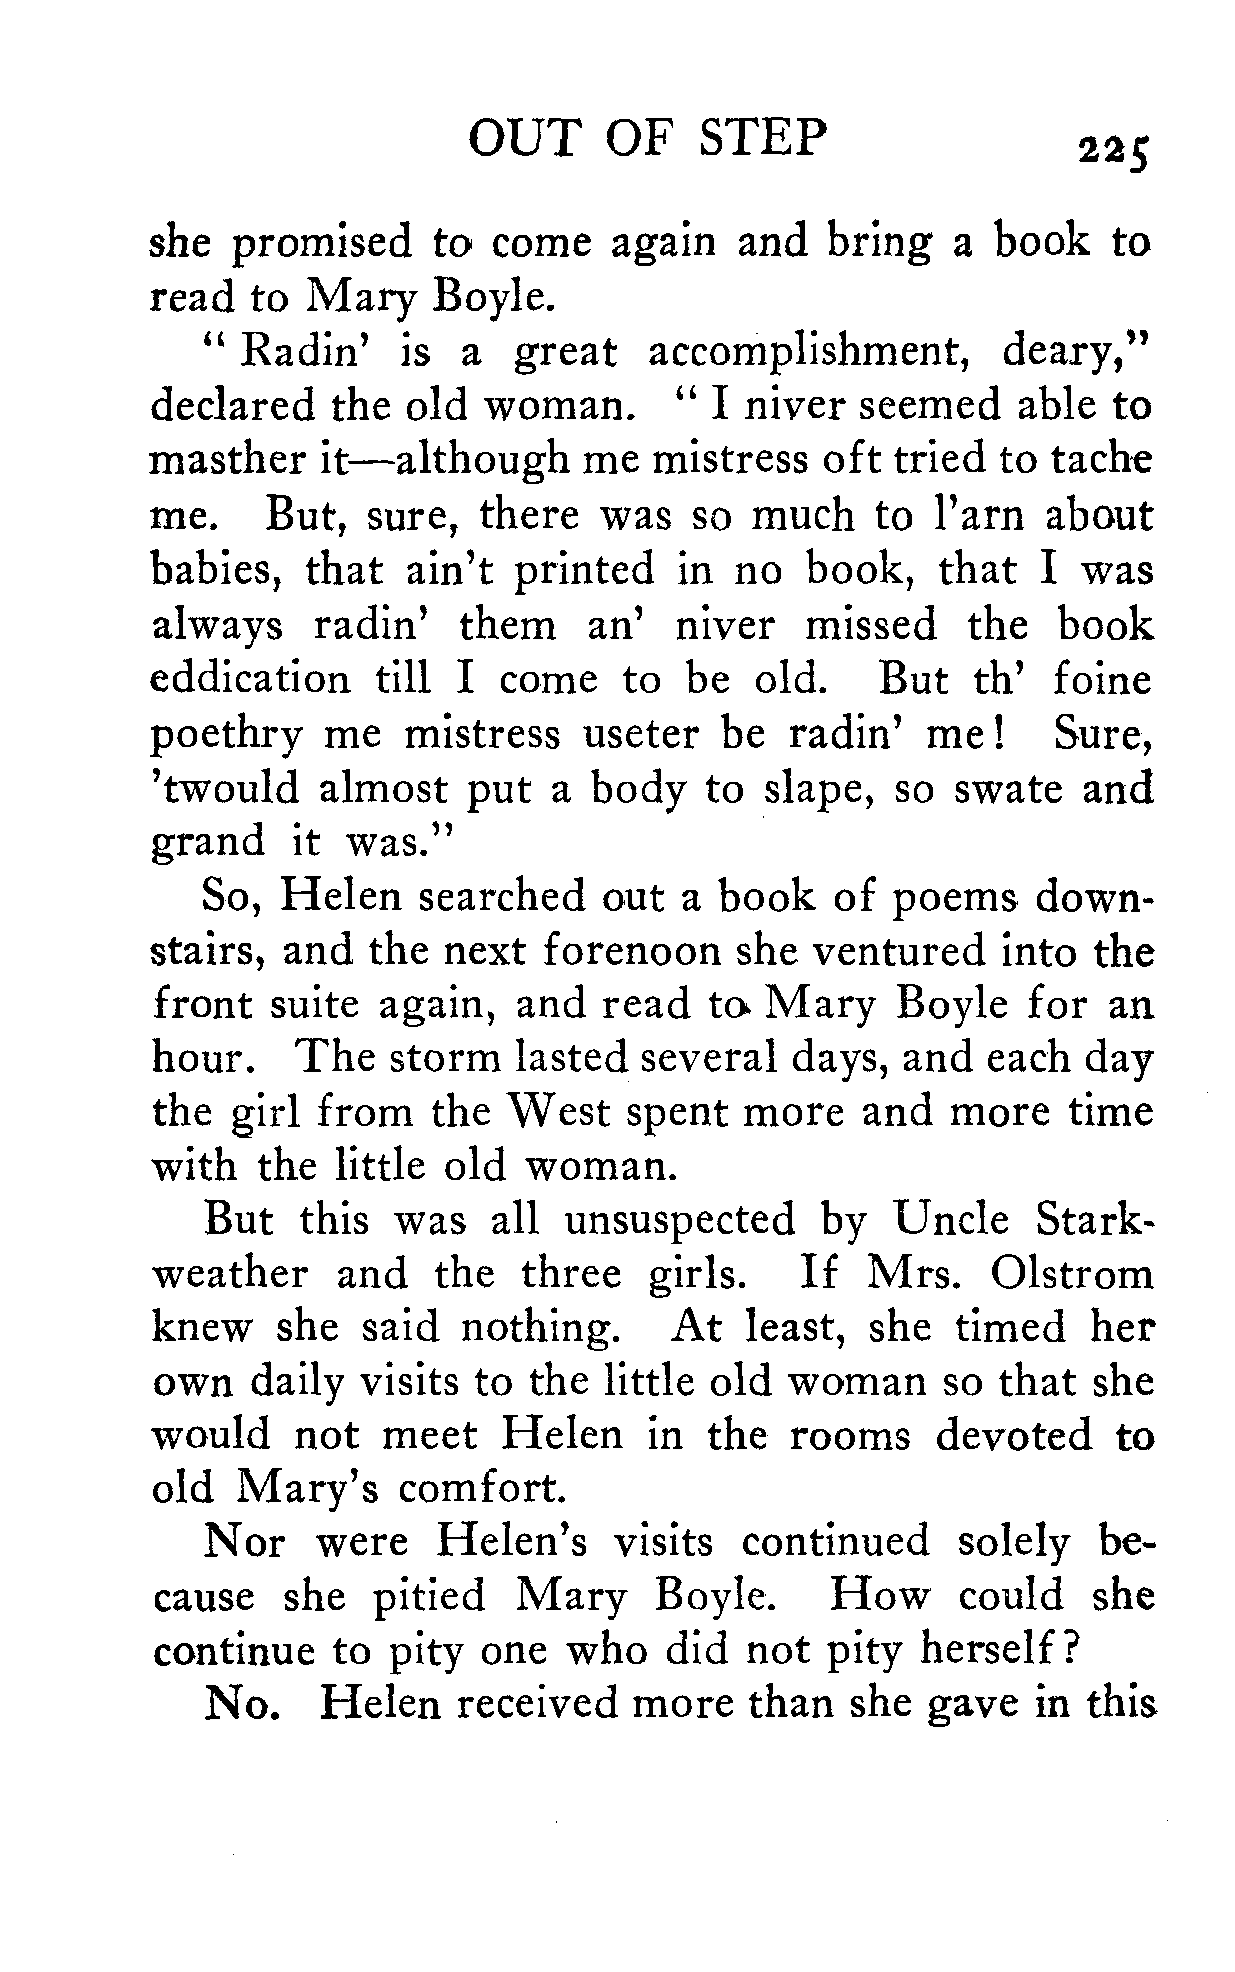 OUT OF STEP 225
she promised to come again and bring a book to
read to Mary Boyle.
“ Radin’ is a great accomplishment, deary,”
declared the old woman. “ I niver seemed able to
masther it—although me mistress oft tried to tache
me. But, sure, there was so much to l’arn about
babies, that ain’t printed in no book, that I was
always radin’ them an’ niver missed the book
eddication till I come to be old. But th’ foine
poethry me mistress useter be radin’ me! Sure,
’twould almost put a body to slape, so swate and
grand it was.”
So, Helen searched out a book of poems down-
stairs, and the next forenoon she ventured into the
front suite again, and read to Mary Boyle for an
hour. The storm lasted several days, and each day
the girl from the West spent more and more time
with the little old woman.
But this was all unsuspected by Uncle Stark-
weather and the three girls. If Mrs. Olstrom
knew she said nothing. At least, she timed her
own daily visits to the little old woman so that she
would not meet Helen in the rooms devoted to
old Mary’s comfort.
Nor were Helen’s visits continued solely be-
cause she pitied Mary Boyle. How could she
continue to pity one who did not pity herself?
No. Helen received more than she gave in this